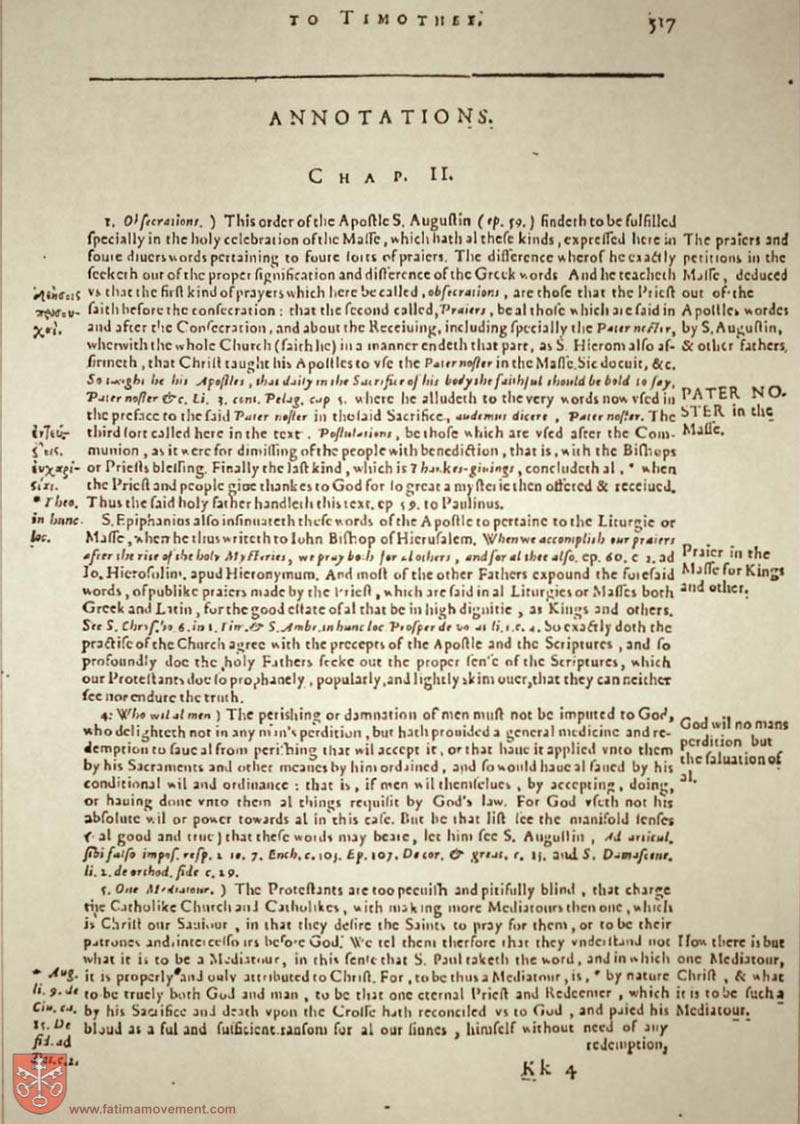 TO TIMOTHEE.
517
ANNOTATIONS.
CHAP. II.
1. Obſecrations. ) This order of the Apoſtle S. Auguſtin (ep. 59.) findeth to be fulfilled
ſpecially in the holy celebration of the Maſſe, which hath al theſe kinds, expreſſed here in
foure diuers words pertaining to foure ſorts of praiers. The difference wherof he exactly
ſeeketh out of the proper ſignification and difference of the Greek words And he teacheth
vs that the firſt kind of prayers which here be called, obſecrations, are thoſe that the Prieſt
ſaith before the conſecration: that the ſecond called, Praiers, be al thoſe which are ſaid in
and after the Conſecration, and about the Receiuing, including ſpecially the Pater noſter,
wherwith the whole Church (ſaith he) in a manner endeth that part, as S. Hierom alſo af-
firmeth, that Chriſt taught his Apoſtles to vſe the Pater noſter in the Maſſe. Sic docuit, &c.
So taught he his Apoſtles, that daily in the Sacrifice of his body the faithful ſhould be bold to ſay,
Pater noſter & c. Li. 3. cont. Pelag. cap 5. where he alludeth to the very words now vſed in
the preface to the ſaid Pater noſter in the ſaid Sacrifice, audemus dicere, Pater noſter. The
third ſort called here in the text. Poſtulations, be thoſe which are vſed after the Com-
munion, as it were for dimiſſing of the people with benediction, that is, with the Biſhops
or Prieſts bleſſing. Finally the laſt kind, which is Thankes-giuings, concludeth al, * when
the Prieſt and people giue thankes to God for ſo great a myſterie then offered & receiued.
Thus the ſaid holy father handleth this text. ep 59. to Paulinus.
S. Epiphanius alſo inſinuateth theſe words of the Apoſtle to pertaine to the Liturgie or
Maſſe, when he thus writeth to Iohn Biſhop of Hieruſalem. When we accompliſh our praiers
after the rite of the holy Myſteries, we pray both for al others, and for thee alſo. ep. 60. c 2. ad
Io. Hieroſolim. apud Hieronymum. And moſt of the other Fathers expound the foreſaid
words, of publike praiers made by the Prieſt, which are ſaid in al Liturgies or Maſſes both
Greek and Latin, for the good eſtate of al that be in high dignitie, as Kings and others.
See S. Chryſ. ho 6. in 1. Tim. & S. Ambr. in hunc loc Proſper de vo li. 1. c. 4. So exactly doth the
practiſe of the Church agree with the precepts of the Apoſtle and the Scriptures, and ſo
profoundly doe the holy Fathers ſeeke out the proper ſenſe of the Scriptures, which
our Proteſtants doe ſo prophanely, popularly, and lightly skim ouer, that they can neither
ſee nor endure the truth.
4. Who wil al men ) The periſhing or damnation of men muſt not be imputed to God,
who delighteth not in any man's perdition, but hath prouided a general medicine and re-
demption to ſaue al from periſhing that wil accept it, or that haue it applied vnto them
by his Sacraments and other meanes by him ordained, and ſo would haue al ſaued by his
conditional wil and ordinance: that is, if men wil themſelues, by accepting, doing,
or hauing done vnto them al things requiſit by God's law. For God vſeth not his
abſolute wil or power towards al in this caſe. But he that liſt ſee the manifold ſenſes
( al good and true) that theſe words may beare, let him ſee S. Auguſtin, Ad articul.
ſibi falſo impoſ. reſp. 2 to. 7. Ench. c. 103. Ep. 107. De cor. & grat. c. 15. and S. Damaſcene.
li. 2. de orthod. fide c. 29.
5. One Mediatour. ) The Proteſtants are too peeuiſh and pitifully blind, that charge
the Catholike Church and Catholikes, with making more Mediatours then one, which
is Chriſt our Sauiour, in that they deſire the Saints to pray for them, or to be their
patrones and interceſſours before God. We tel them therfore that they vnderſtand not
what it is to be a Mediatour, in this ſenſe that S. Paul taketh the word, and in which
it is properly and only attributed to Chriſt. For, to be thus a Mediatour, is, * by nature
to be truely both God and man, to be that one eternal Prieſt and Redeemer, which
by his Sacrifice and death vpon the Croſſe hath reconciled vs to God, and paied his
bloud as a ful and ſufficient ranſom for al our ſinnes, himſelf without need of any
redemption,
Kk 4
δεήσεις
προσευ-
χαί.
ἐντεύ-
ξεις.
εὐχαρι-
στίαι.
* Theo.
in hunc
loc.
* Aug.
li. 9. de
Ciu. ca.
15. De
fid. ad
Pet. c. 2.
The praiers and
petitions in the
Maſſe, deduced
out of the
Apoſtles wordes
by S. Auguſtin,
& other fathers.
PATER NO-
STER in the
Maſſe.
Praier in the
Maſſe for Kings
and other.
God wil no mans
perdition but
the ſaluation of
al.
How there is but
one Mediatour,
Chriſt, & what
it is to be ſuch a
Mediatour.
www.fatimamovement.com